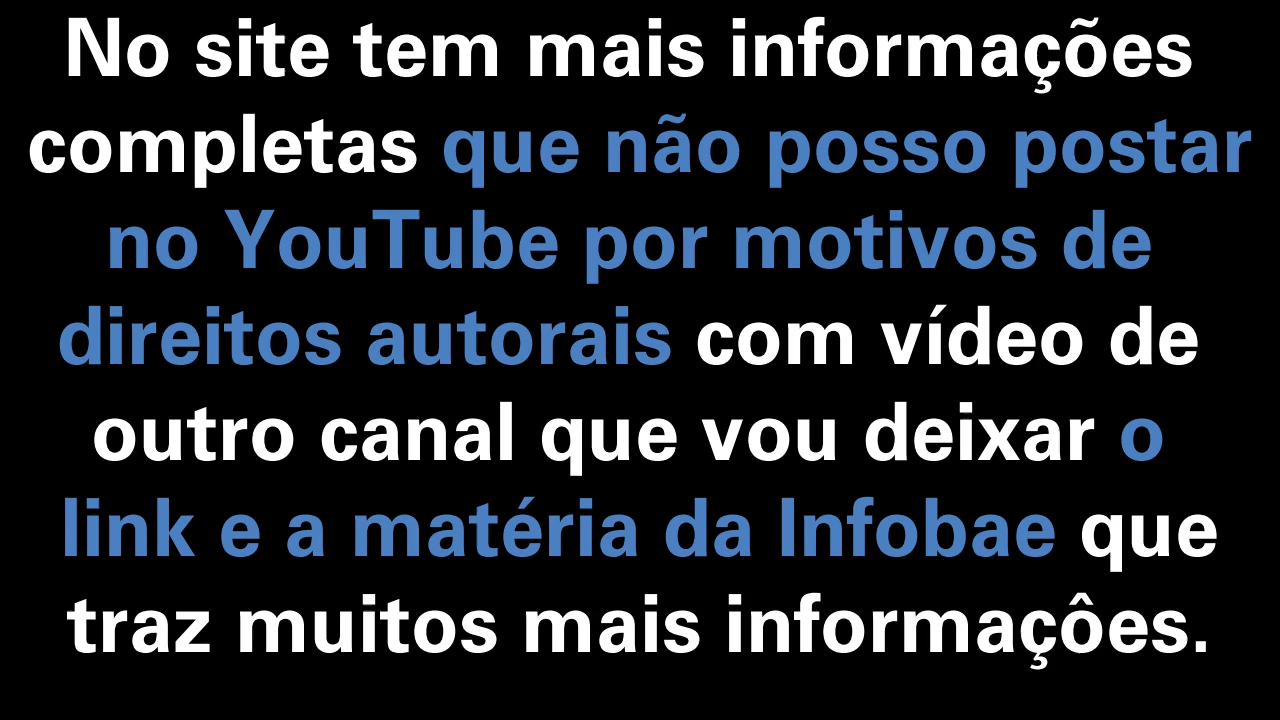 No site tem mais informações
completas que não posso postar
no YouTube por motivos de
direitos autorais com vídeo de
outro canal que vou deixar o
link e a matéria da Infobae que
traz muitos mais informaçôes.